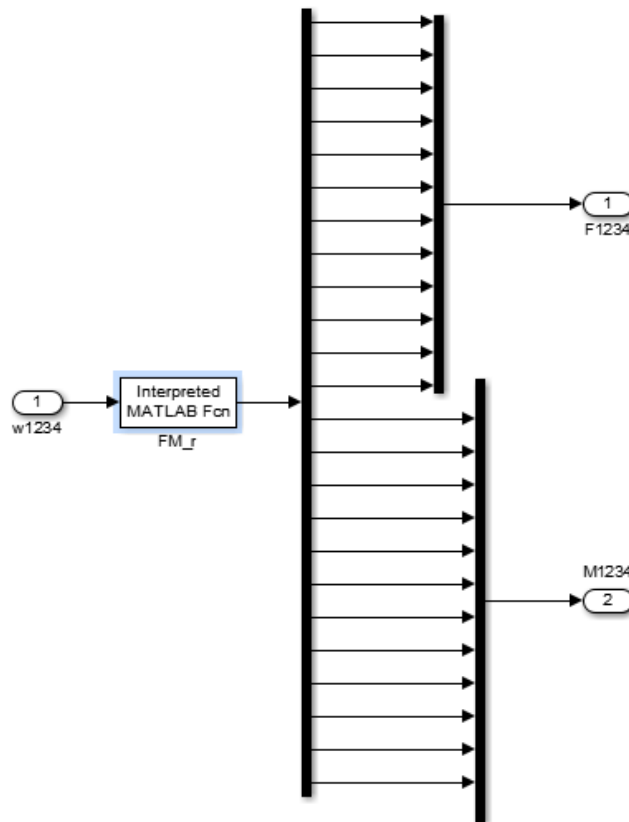 1
F1234
1
w1234
Interpreted
MATLAB Fcn
FM_r
M1234
2